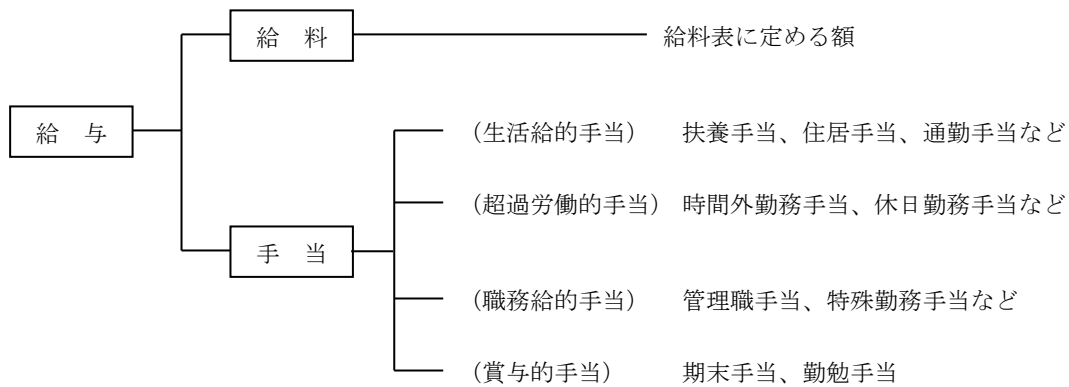 給　料　　給料表に定める額
給　与
（生活給的手当）　扶養手当、住居手当、通勤手当など
（超過労働的手当）時間外勤務手当、休日勤務手当など
手　当
（職務給的手当）　管理職手当、特殊勤務手当など
（賞与的手当）　期末手当、勤勉手当